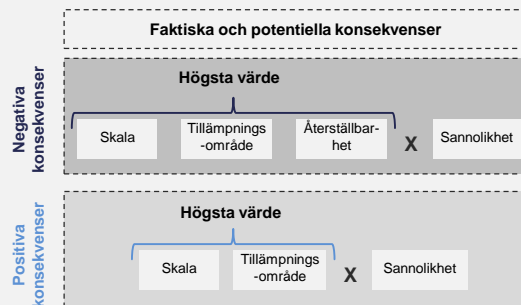 Faktiska och potentiella konsekvenser
Negativa
konsekvenser
Högsta värde
Skala
Tillämpnings
-område
Återställbar-
het
X
Sannolikhet
Positiva
konsekvenser
Högsta värde
Skala
Tillämpnings
-område
X
Sannolikhet